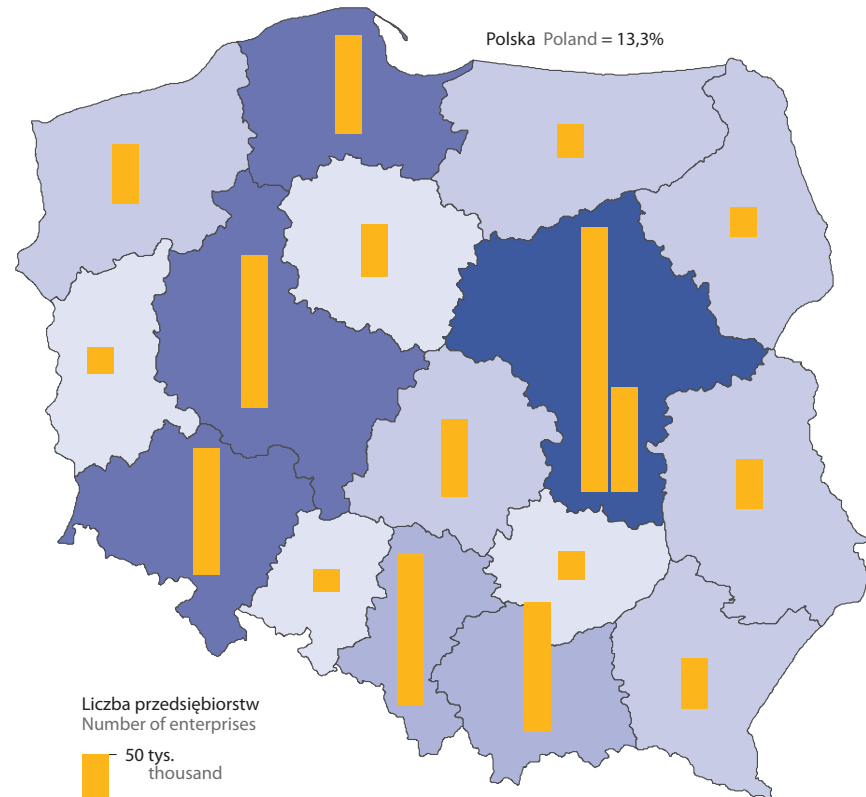 Polska Poland = 13,3%
Liczba przedsiębiorstw
Number of enterprises
50 tys.
thousand